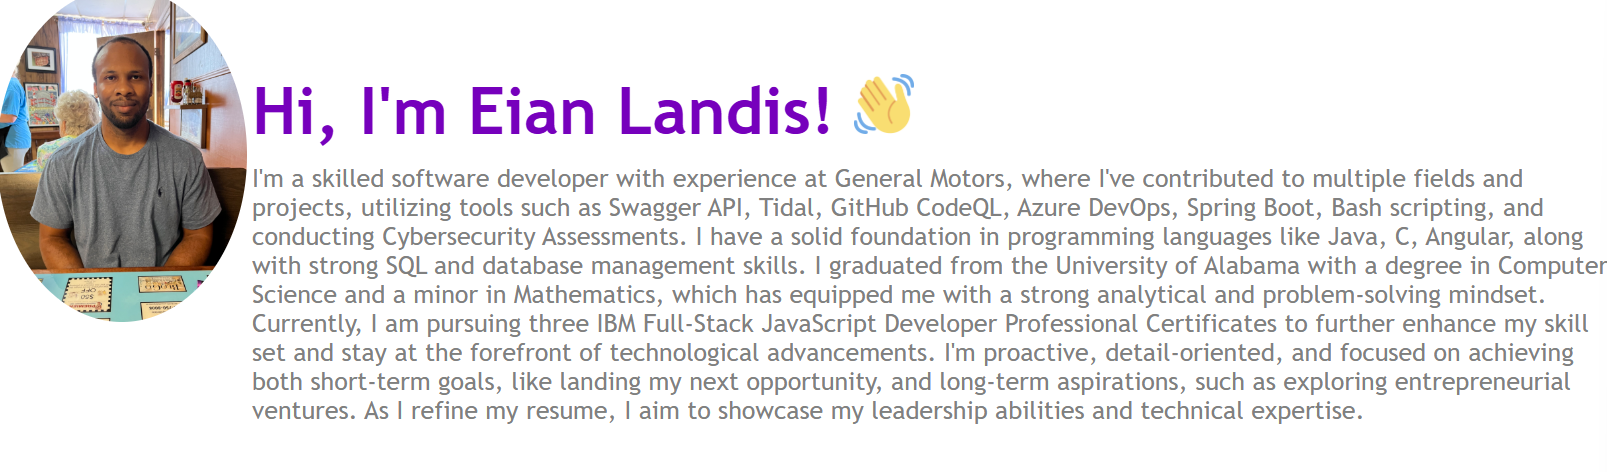 Hi, I'm Eian Landis! 👋
I'm a skilled software developer with experience at General Motors, where I've contributed to multiple fields and
projects, utilizing tools such as Swagger API, Tidal, GitHub CodeQL, Azure DevOps, Spring Boot, Bash scripting, and
conducting Cybersecurity Assessments. I have a solid foundation in programming languages like Java, C, Angular, along
with strong SQL and database management skills. I graduated from the University of Alabama with a degree in Computer
Science and a minor in Mathematics, which has equipped me with a strong analytical and problem-solving mindset.
Currently, I am pursuing three IBM Full-Stack JavaScript Developer Professional Certificates to further enhance my skill
set and stay at the forefront of technological advancements. I'm proactive, detail-oriented, and focused on achieving
both short-term goals, like landing my next opportunity, and long-term aspirations, such as exploring entrepreneurial
ventures. As I refine my resume, I aim to showcase my leadership abilities and technical expertise.
$50
OFF